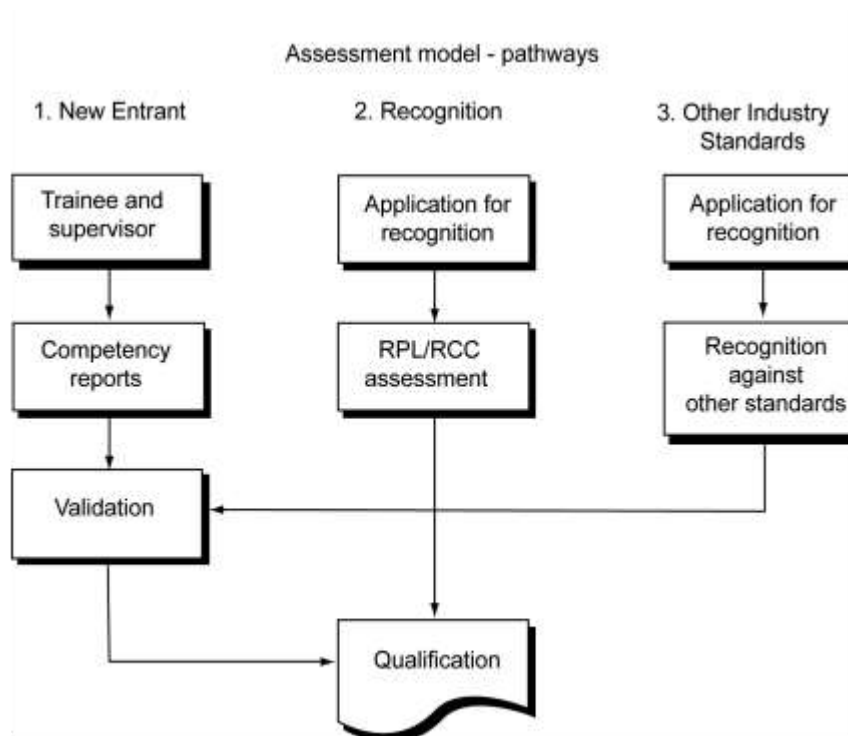 Assessment model - pathways
1. New Entrant
2. Recognition
3. Other Industry
Standards
Trainee and
supervisor
Application for
recognition
Application for
recognition
Competency
reports
RPL/RCC
assessment
Recognition
against
other standards
Validation
Qualification